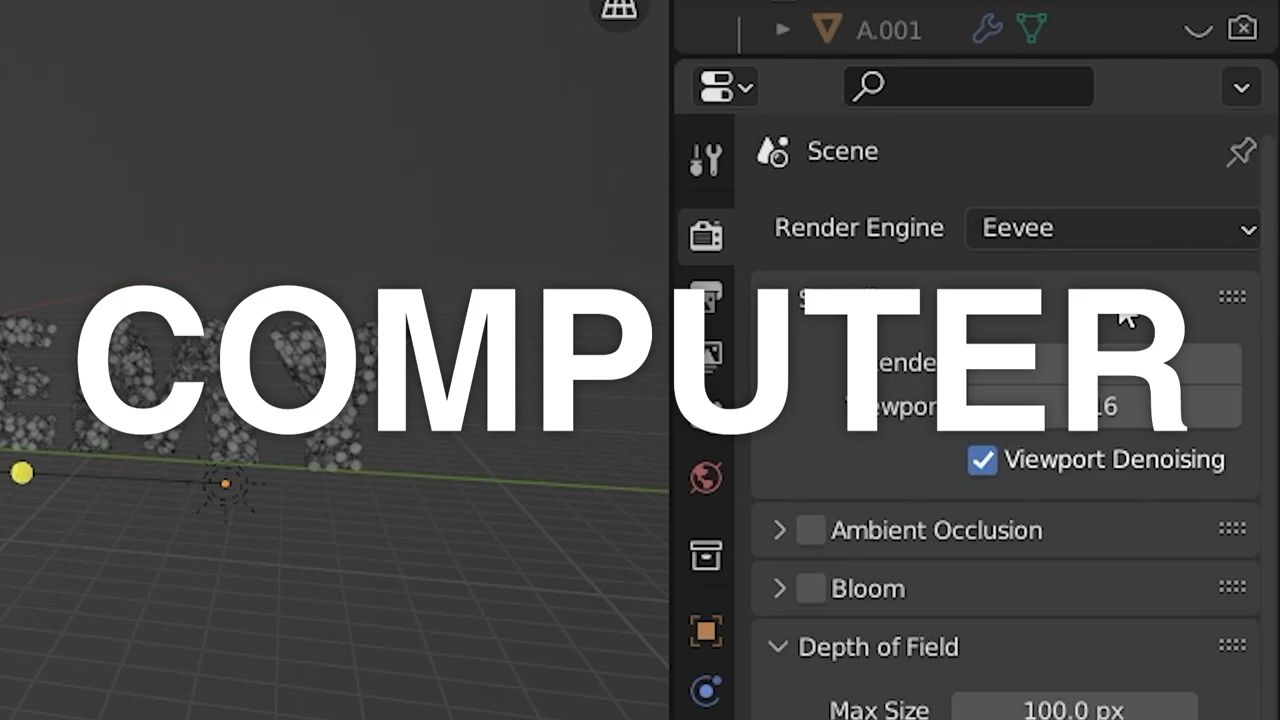 A.001
Scene
Render Engine Eevee
COMPUTER
16
Viewport Denoising
Ambient Occlusion
Bloom
Depth of Field
Max Size 100.0 px